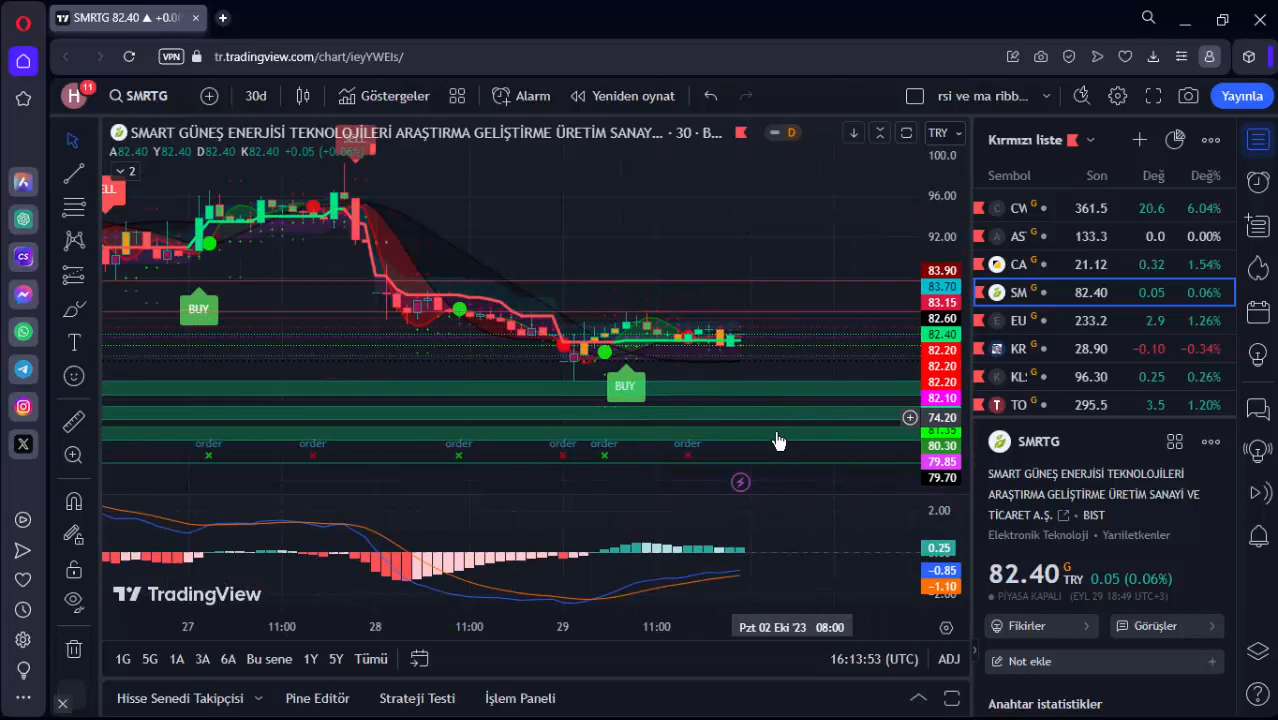 SMRTG 82.40 ▲ +0.0
VPN
tr.tradingview.com/chart/ieyYWEIs/
H
11
SMRTG
30d
Göstergeler
Alarm
Yeniden oynat
rsi ve ma ribb...
Yayınla
SMART GÜNEŞ ENERJİSİ TEKNOLOJİLERİ ARAŞTIRMA GELİŞTİRME ÜRETİM SANAY... · 30 · B...
D
A82.40 Y82.40 D82.40 K82.40 +0.05 (+0.06%)
2
TRY
100.0
96.00
92.00
83.90
83.70
83.15
82.60
82.40
82.20
82.20
82.20
82.10
74.20
80.30
79.85
79.70
BUY
BUY
order
order
order
order
order
order
2.00
0.25
−0.85
−1.10
TradingView
27
11:00
28
11:00
29
11:00
Pzt 02 Eki '23 08:00
1G
5G
1A
3A
6A
Bu sene
1Y
5Y
Tümü
16:13:53 (UTC)
ADJ
Hisse Senedi Takipçisi
Pine Editör
Strateji Testi
İşlem Paneli
Kırmızı liste
Sembol Son Değ Değ%
CW G 361.5 20.6 6.04%
AS G 133.3 0.0 0.00%
CA G 21.12 0.32 1.54%
SM G 82.40 0.05 0.06%
EU G 233.2 2.9 1.26%
KR G 28.90 −0.10 −0.34%
KL G 96.30 0.25 0.26%
TO G 295.5 3.5 1.20%
SMRTG
SMART GÜNEŞ ENERJİSİ TEKNOLOJİLERİ
ARAŞTIRMA GELİŞTİRME ÜRETİM SANAYİ VE
TİCARET A.Ş. · BIST
Elektronik Teknoloji · Yarıiletkenler
82.40 G TRY 0.05 (0.06%)
PİYASA KAPALI (EYL 29 18:49 UTC+3)
Fikirler
Görüşler
Not ekle
Anahtar istatistikler